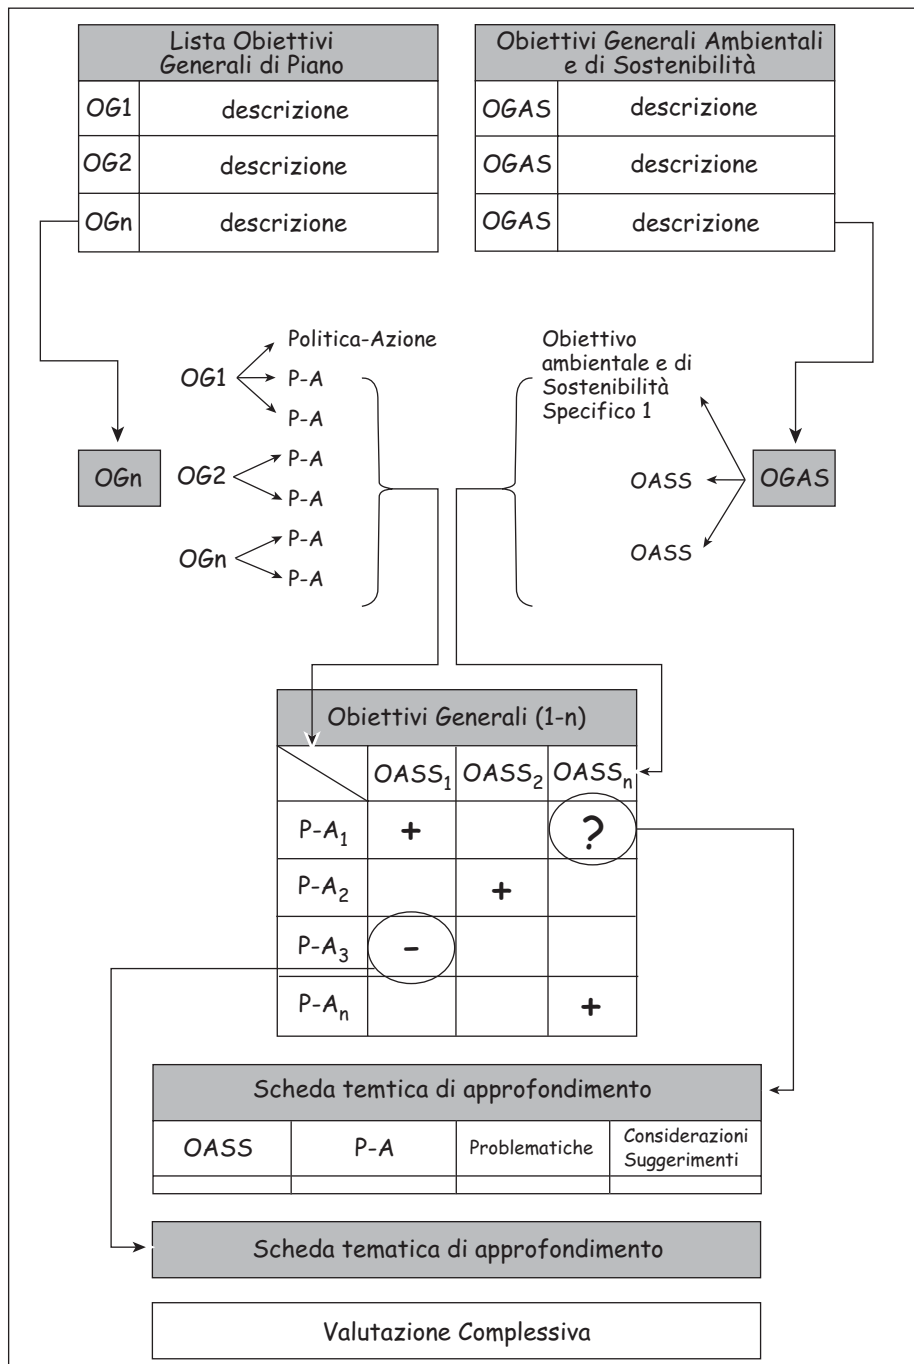 Lista Obiettivi
Generali di Piano
OG1 descrizione
OG2 descrizione
OGn descrizione
Obiettivi Generali Ambientali
e di Sostenibilità
OGAS descrizione
OGAS descrizione
OGAS descrizione
OGn
OG1
Politica-Azione
P-A
P-A
OG2
P-A
P-A
OGn
P-A
P-A
Obiettivo
ambientale e di
Sostenibilità
Specifico 1
OASS
OASS
OGAS
Obiettivi Generali (1-n)
OASS1 OASS2 OASSn
P-A1 + ?
P-A2 +
P-A3 -
P-An +
Scheda temtica di approfondimento
OASS P-A Problematiche Considerazioni
Suggerimenti
Scheda tematica di approfondimento
Valutazione Complessiva